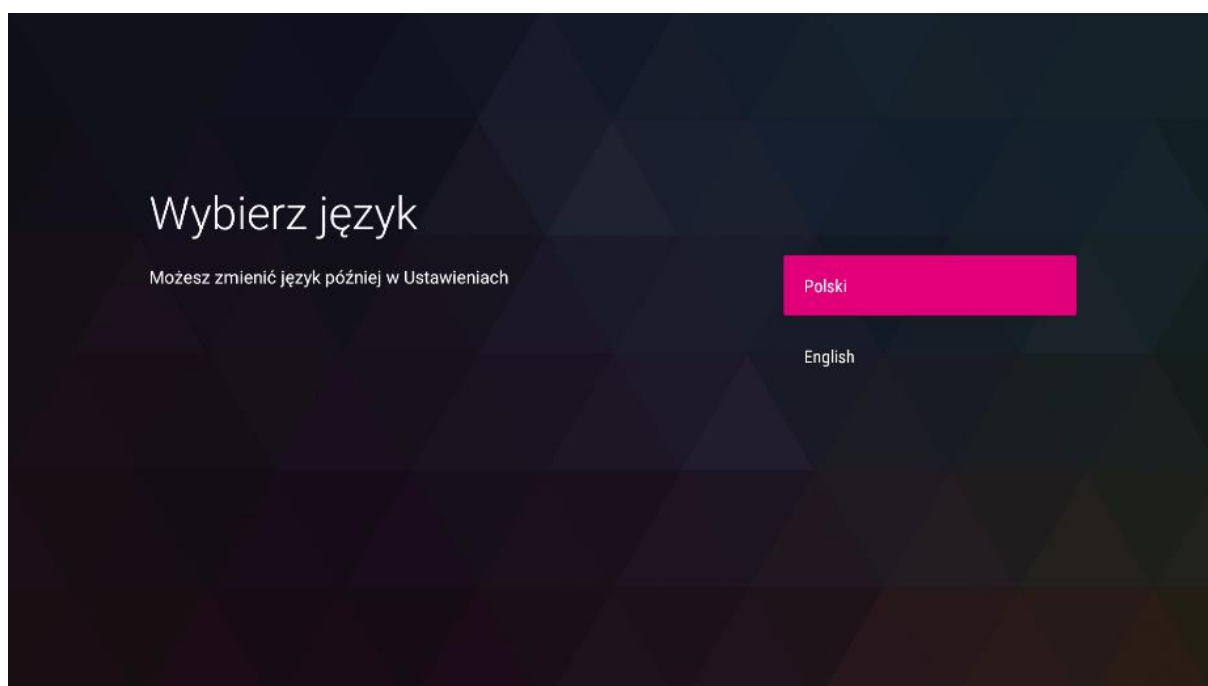 Wybierz język
Możesz zmienić język później w Ustawieniach
Polski
English